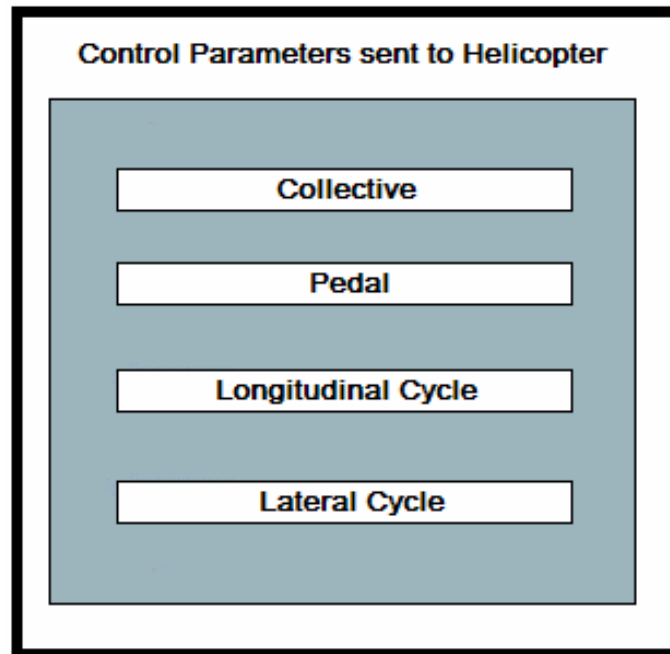 Control Parameters sent to Helicopter
Collective
Pedal
Longitudinal Cycle
Lateral Cycle